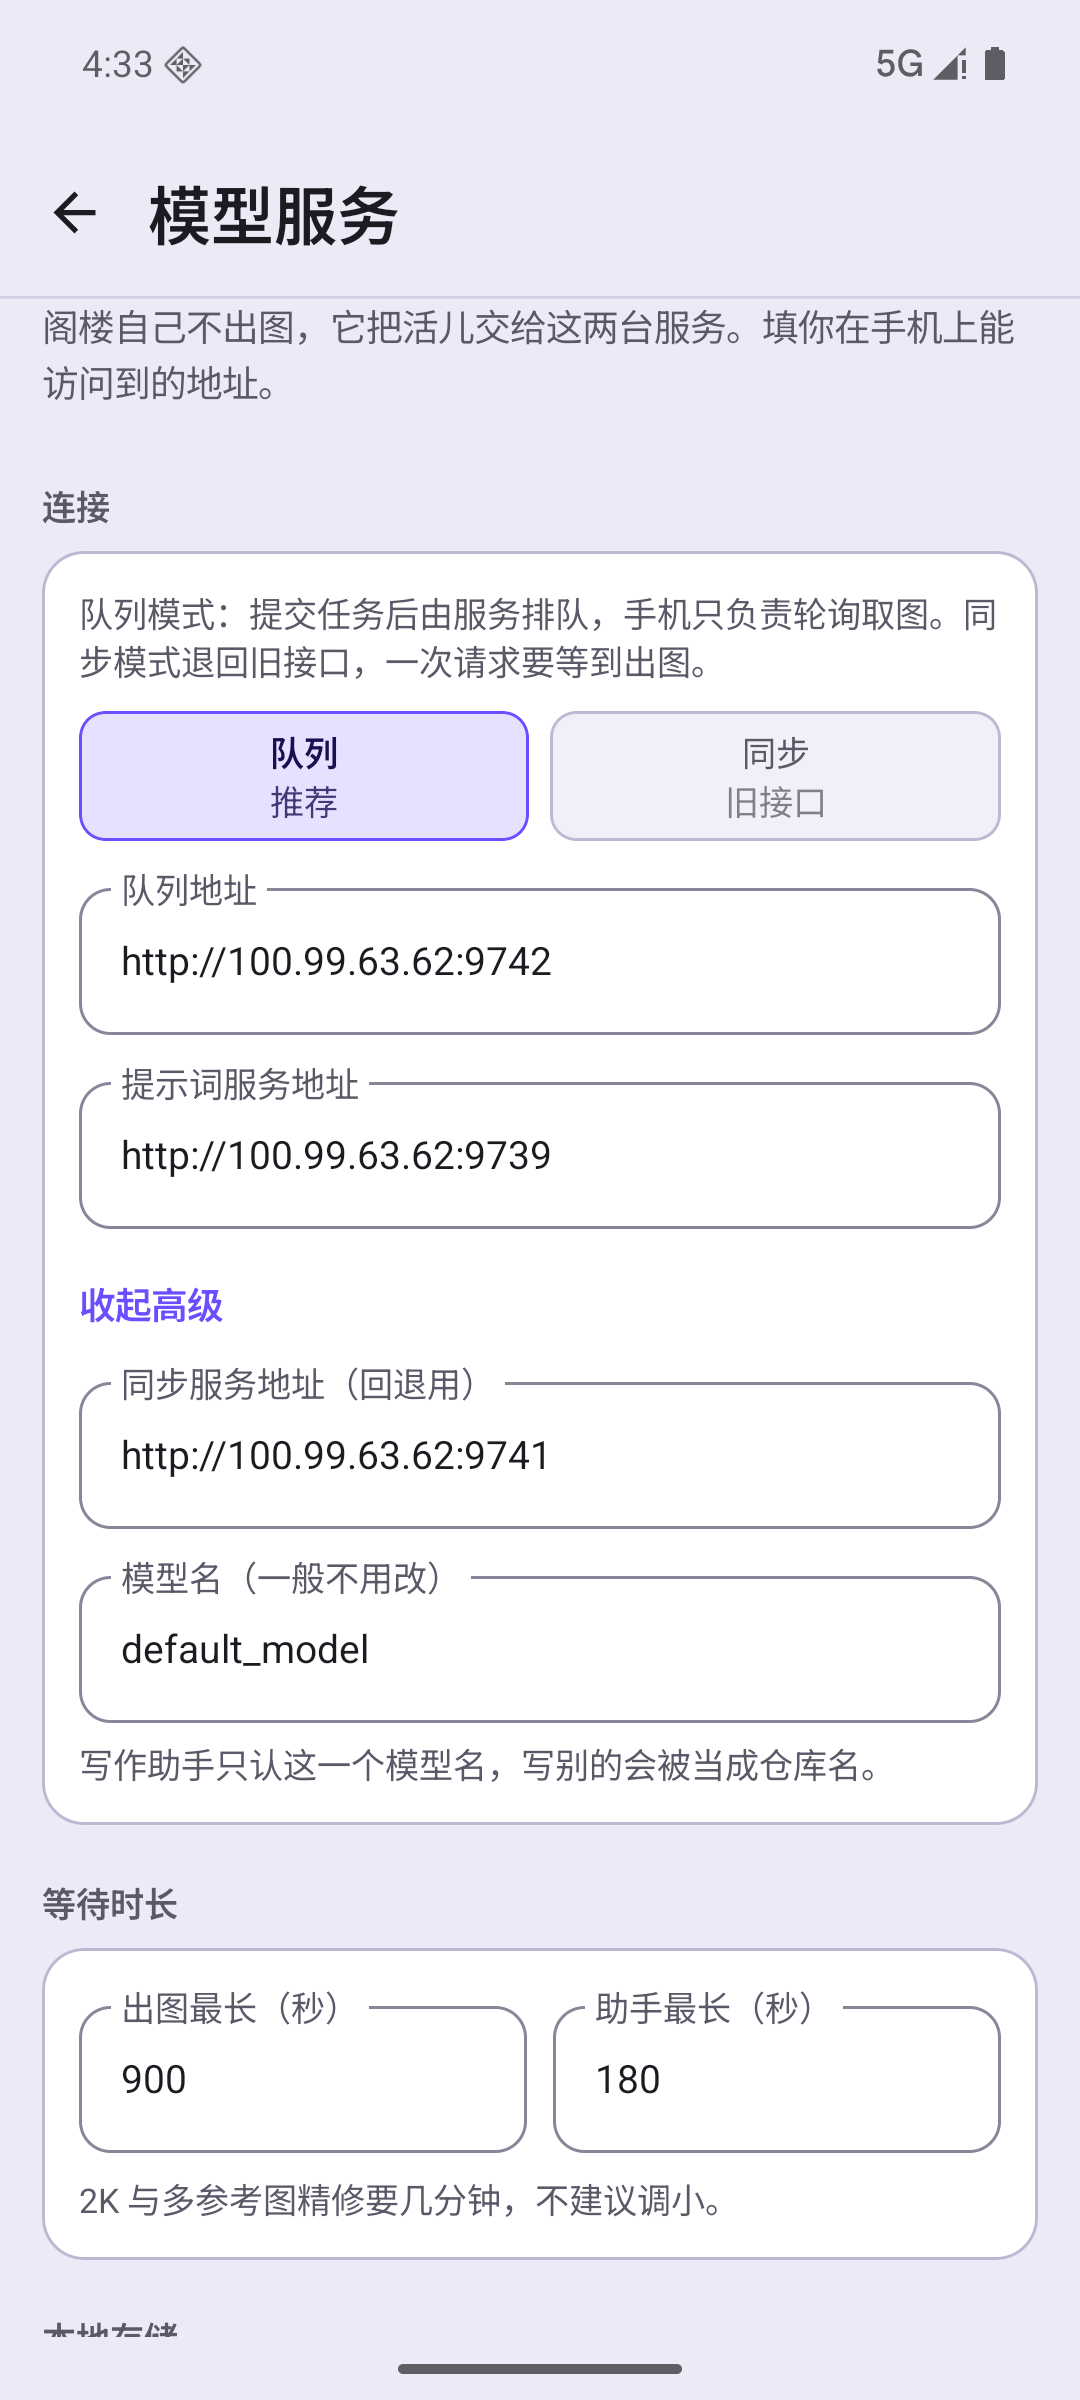 4:33
5G
模型服务
阁楼自己不出图，它把活儿交给这两台服务。填你在手机上能
访问到的地址。
连接
队列模式：提交任务后由服务排队，手机只负责轮询取图。同
步模式退回旧接口，一次请求要等到出图。
队列
推荐
同步
旧接口
队列地址
http://100.99.63.62:9742
提示词服务地址
http://100.99.63.62:9739
收起高级
同步服务地址（回退用）
http://100.99.63.62:9741
模型名（一般不用改）
default_model
写作助手只认这一个模型名，写别的会被当成仓库名。
等待时长
出图最长（秒）
900
助手最长（秒）
180
2K 与多参考图精修要几分钟，不建议调小。
本地存储